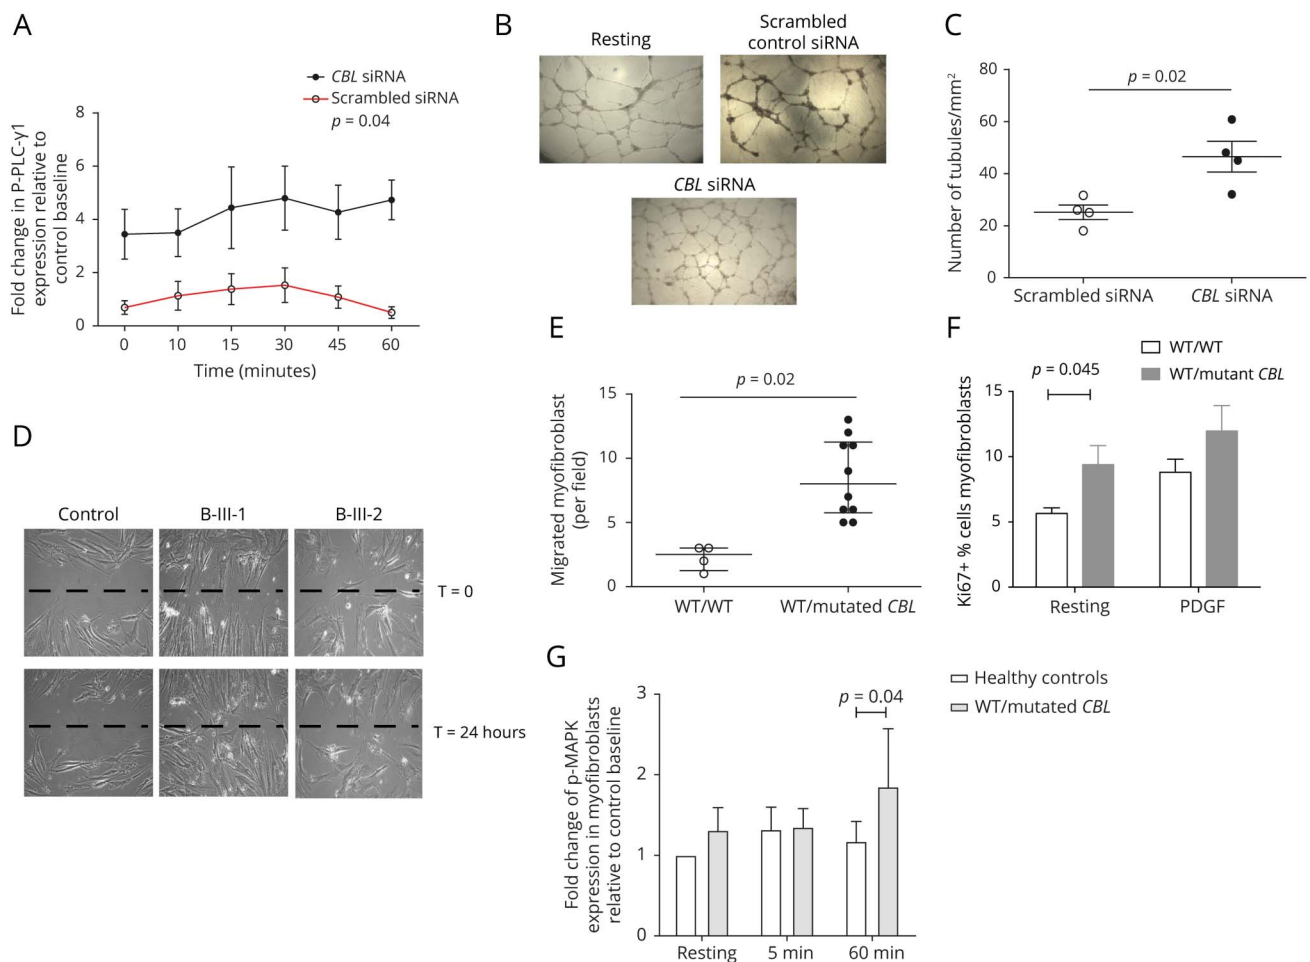 A
CBL siRNA
Scrambled siRNA
p = 0.04
Fold change in P-PLC-y1
expression relative to
control baseline
8
6
4
2
0
0 10 15 30 45 60
Time (minutes)
B
Resting
Scrambled
control siRNA
CBL siRNA
C
p = 0.02
Number of tubules/mm²
80
60
40
20
0
Scrambled siRNA CBL siRNA
D
Control B-III-1 B-III-2
T = 0
T = 24 hours
E
p = 0.02
Migrated myofibroblast
(per field)
15
10
5
0
WT/WT WT/mutated CBL
F
WT/WT
WT/mutant CBL
p = 0.045
Ki67+ % cells myofibroblasts
15
10
5
0
Resting PDGF
G
Healthy controls
WT/mutated CBL
p = 0.04
Fold change of p-MAPK
expression in myofibroblasts
relative to control baseline
3
2
1
0
Resting 5 min 60 min